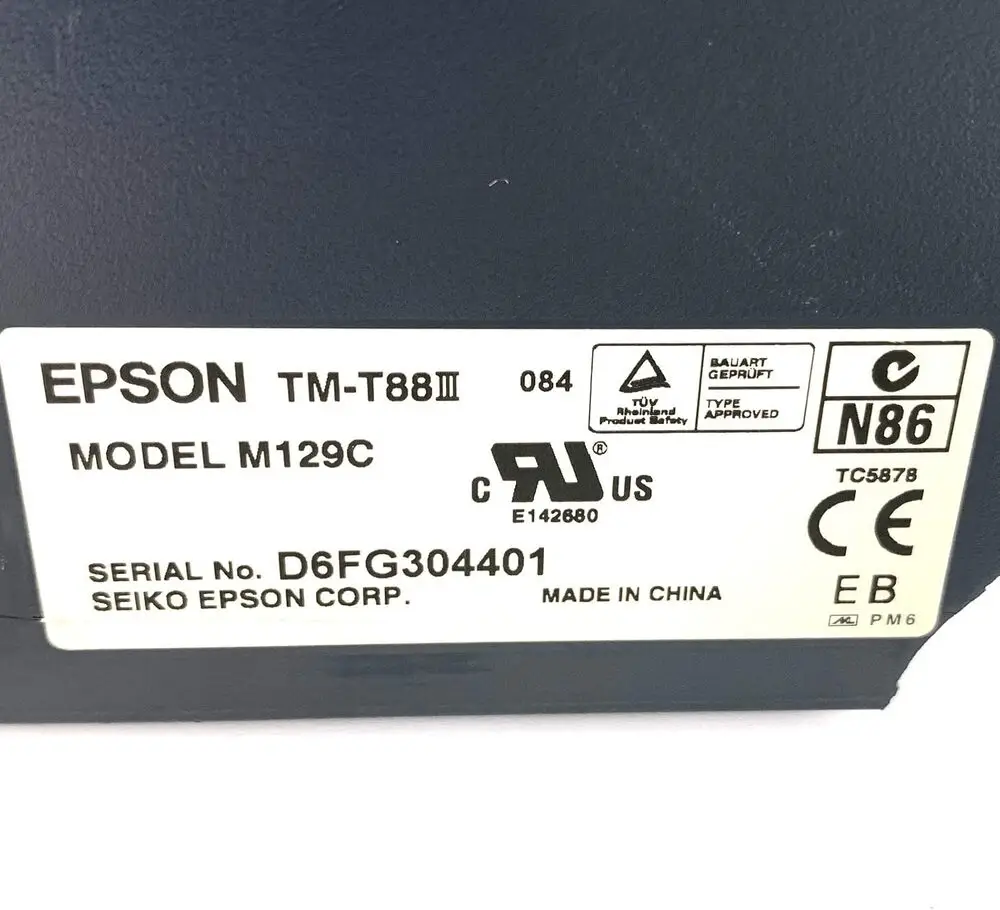 EPSON TM-T88III 084
MODEL M129C
TÜV
Rheinland
Product Safety
BAUART
GEPRÜFT
TYPE
APPROVED
N86
TC5878
C RU ® US
E142680
CE
SERIAL No. D6FG304401
SEIKO EPSON CORP. MADE IN CHINA
EB
PM6